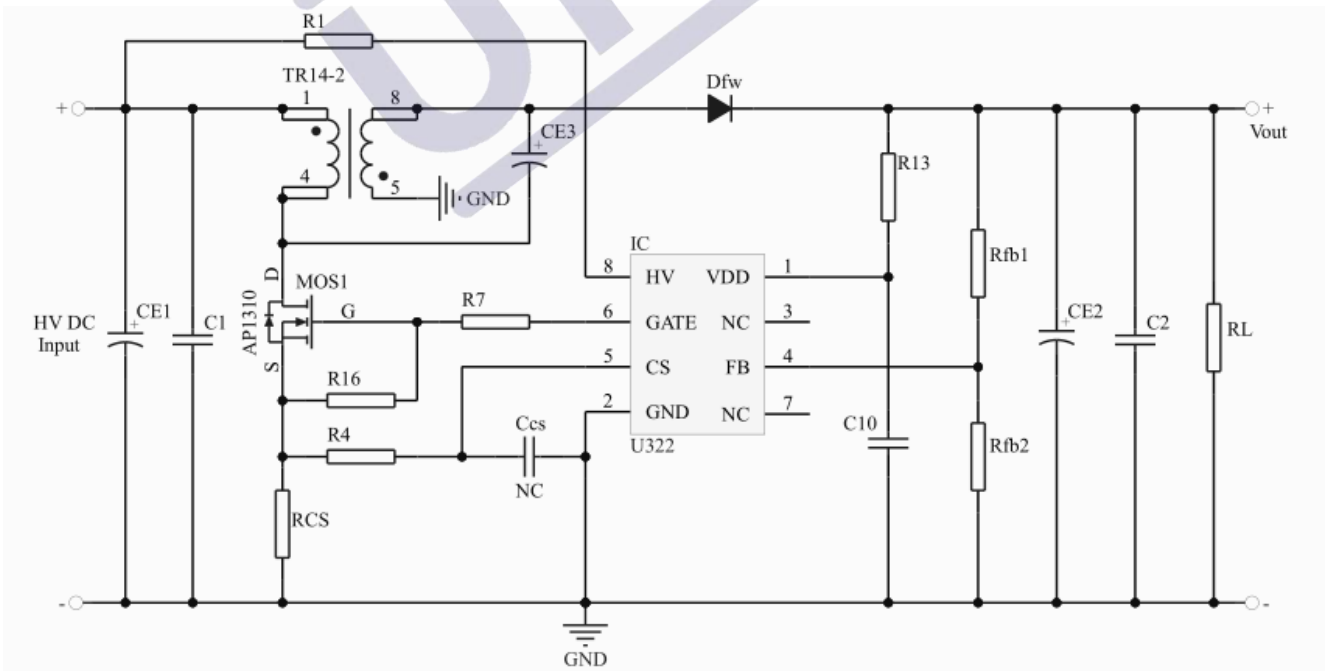 R1
TR14-2
1
8
Dfw
+
+
Vout
CE3
+
R13
4
5
GND
IC
8
HV
VDD
1
Rfb1
D
MOS1
AP1310
G
R7
6
GATE
NC
3
HV DC
Input
CE1
+
C1
CE2
+
C2
RL
S
5
CS
FB
4
R16
2
GND
NC
7
U322
R4
Ccs
NC
C10
Rfb2
RCS
-
-
GND